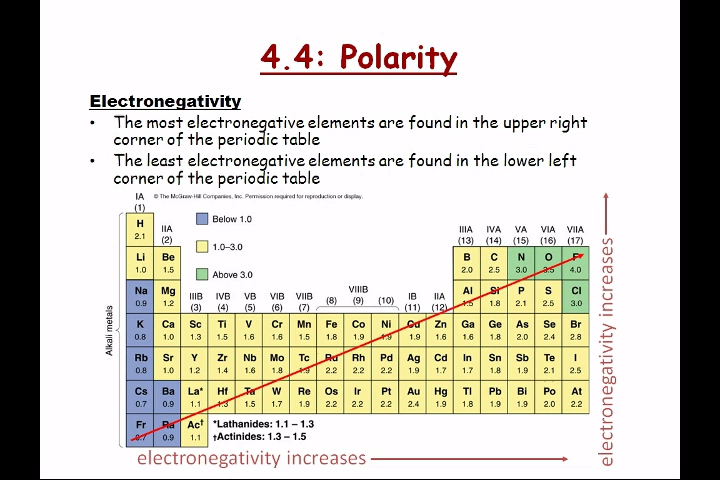 4.4: Polarity
Electronegativity
• The most electronegative elements are found in the upper right
corner of the periodic table
• The least electronegative elements are found in the lower left
corner of the periodic table
© The McGraw-Hill Companies, Inc. Permission required for reproduction or display.
IA
(1)
IIA
(2)
IIIB
(3)
IVB
(4)
VB
(5)
VIB
(6)
VIIB
(7)
VIIIB
(8) (9) (10)
IB
(11)
IIA
(12)
IIIA
(13)
IVA
(14)
VA
(15)
VIA
(16)
VIIA
(17)
Below 1.0
1.0–3.0
Above 3.0
Alkali metals
H
2.1
Li Be B C N O F
1.0 1.5 2.0 2.5 3.0 3.5 4.0
Na Mg Al Si P S Cl
0.9 1.2 1.5 1.8 2.1 2.5 3.0
K Ca Sc Ti V Cr Mn Fe Co Ni Cu Zn Ga Ge As Se Br
0.8 1.0 1.3 1.5 1.6 1.6 1.5 1.8 1.9 1.9 1.9 1.6 1.6 1.8 2.0 2.4 2.8
Rb Sr Y Zr Nb Mo Tc Ru Rh Pd Ag Cd In Sn Sb Te I
0.8 1.0 1.2 1.4 1.6 1.8 1.9 2.2 2.2 2.2 1.9 1.7 1.7 1.8 1.9 2.1 2.5
Cs Ba La* Hf Ta W Re Os Ir Pt Au Hg Tl Pb Bi Po At
0.7 0.9 1.1 1.3 1.5 1.7 1.9 2.2 2.2 2.2 2.4 1.9 1.8 1.9 1.9 2.0 2.2
Fr Ra Ac†
0.7 0.9 1.1
*Lathanides: 1.1 – 1.3
†Actinides: 1.3 – 1.5
electronegativity increases
electronegativity increases